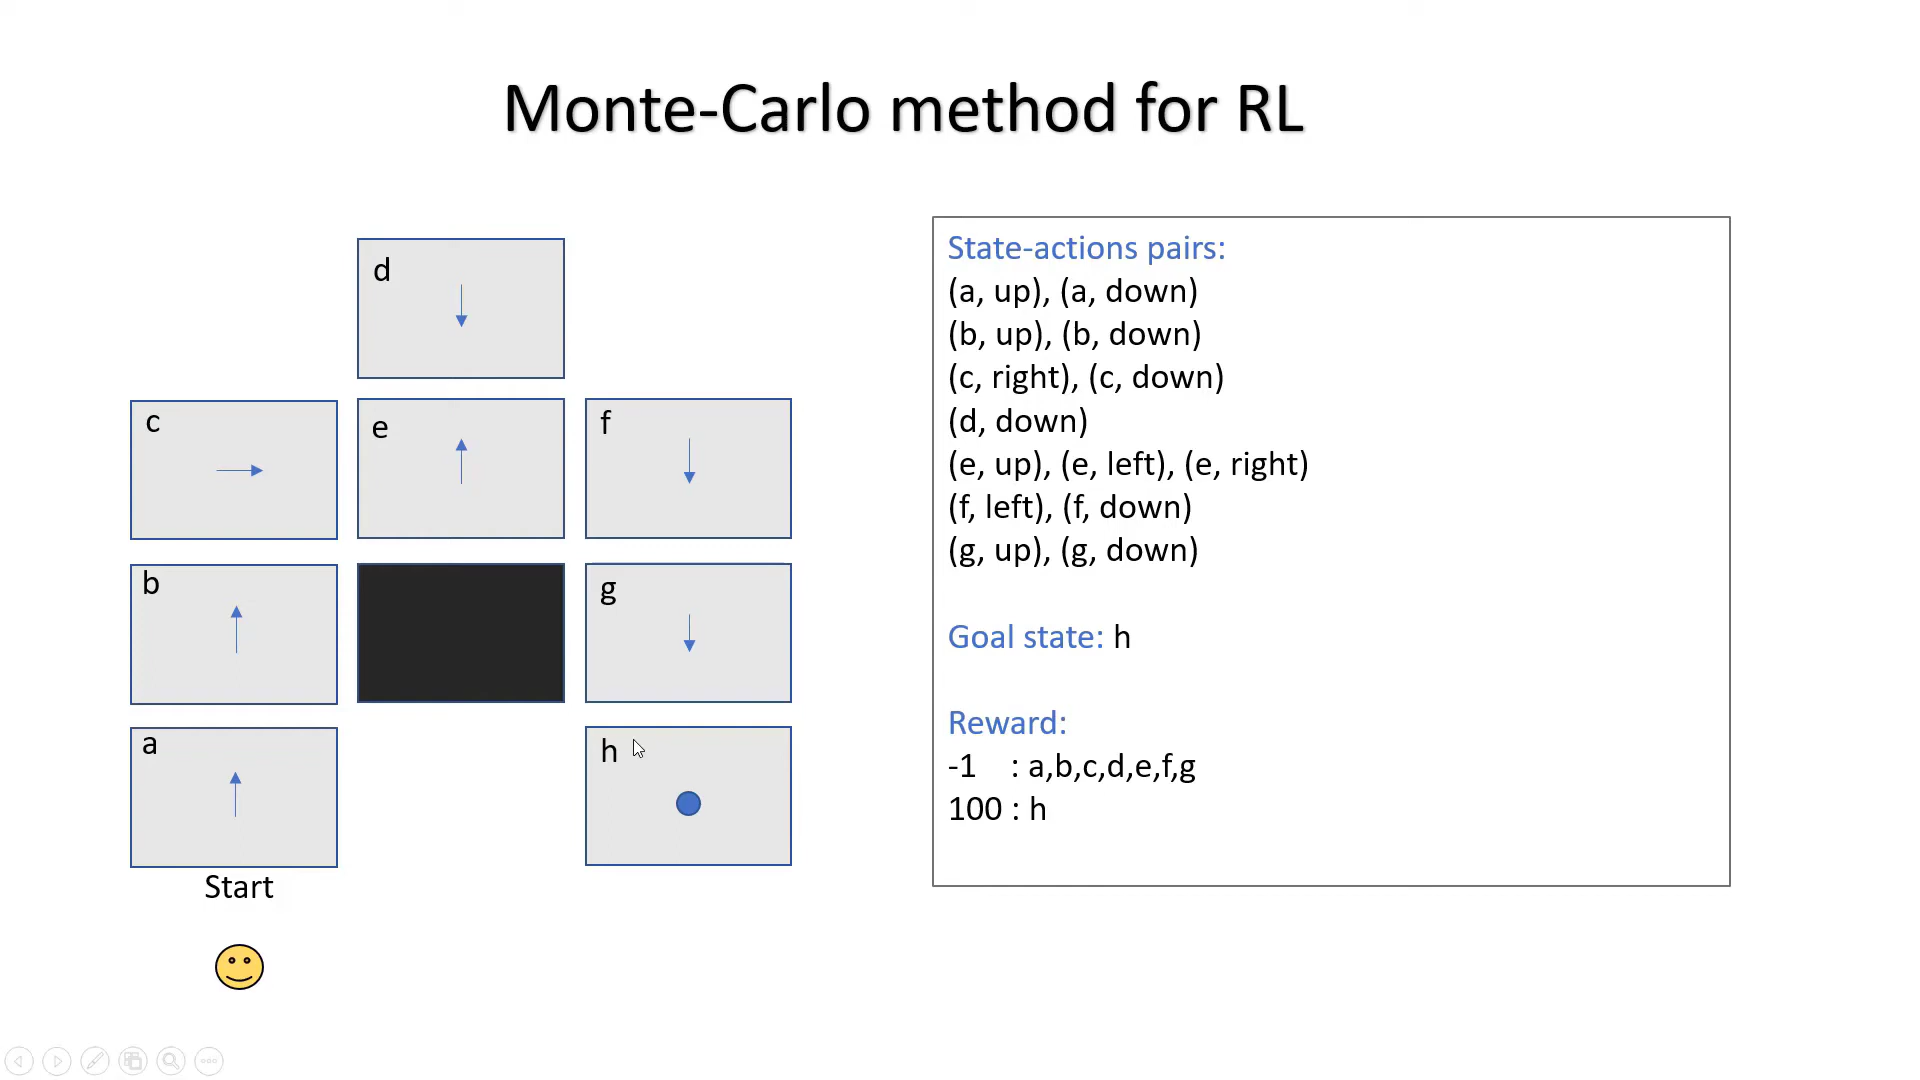 Monte-Carlo method for RL
d
c
e
f
b
g
a
h
Start
State-actions pairs:
(a, up), (a, down)
(b, up), (b, down)
(c, right), (c, down)
(d, down)
(e, up), (e, left), (e, right)
(f, left), (f, down)
(g, up), (g, down)
Goal state: h
Reward:
-1 : a,b,c,d,e,f,g
100 : h